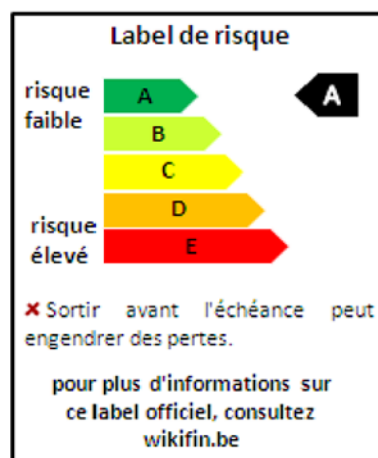 Label de risque
risque
faible
A
A
B
C
D
risque
élevé
E
✘ Sortir avant l'échéance peut
engendrer des pertes.
pour plus d'informations sur
ce label officiel, consultez
wikifin.be